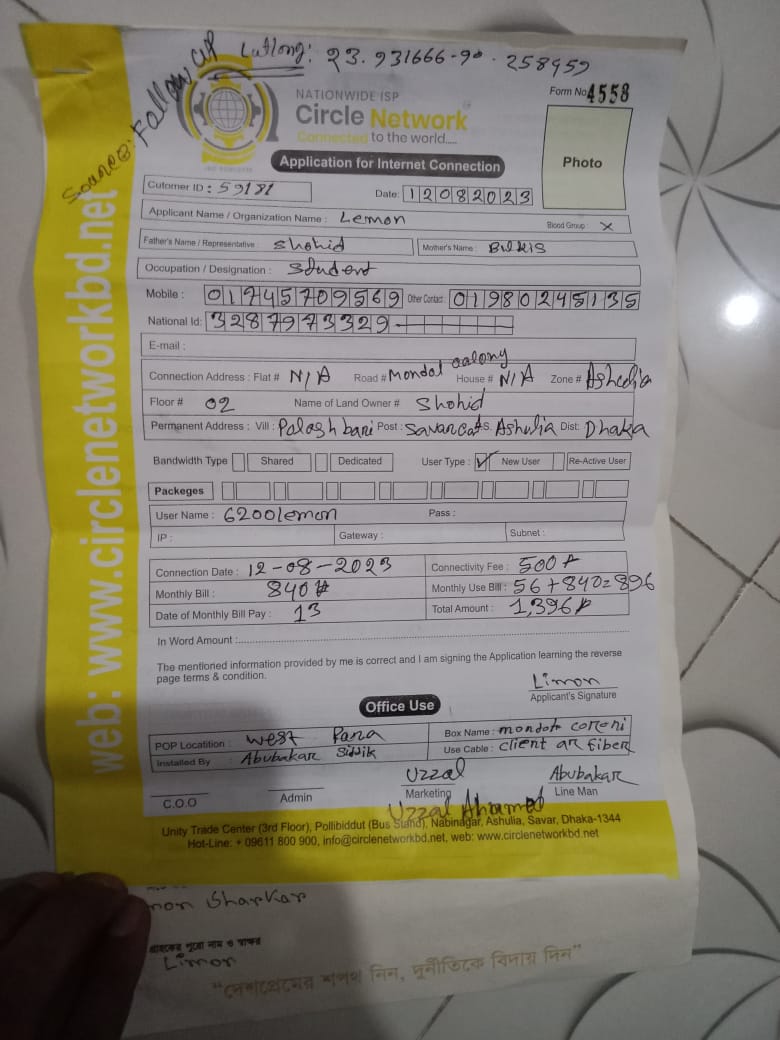 Source: Follow up Latlong: 23.931666-90.258959
NATIONWIDE ISP
Form No 4558
Circle Network
Connected to the world.....
Application for Internet Connection
Photo
Cutomer ID : 59181
Date: 12082023
Applicant Name / Organization Name : Lemon
Blood Group : X
Father's Name / Representative : Shohid
Mother's Name : Bilkis
Occupation / Designation : Student
Mobile : 01745709569 Other Contact : 01980245135
National Id: 3287973329
E-mail :
Connection Address : Flat # N/A Road # Mondal colony House # N/A Zone # Ashulia
Floor # 02 Name of Land Owner # Shohid
Permanent Address : Vill : Palashbari Post : Savar Ps. Ashulia Dist: Dhaka
Bandwidth Type Shared Dedicated User Type : ✓ New User Re-Active User
Packeges
User Name : 6200lemon Pass :
IP : Gateway : Subnet :
Connection Date : 12-08-2023 Connectivity Fee : 500
Monthly Bill : 840 Monthly Use Bill : 56+840=896
Date of Monthly Bill Pay : 13 Total Amount : 1,396
In Word Amount :
The mentioned information provided by me is correct and I am signing the Application learning the reverse
page terms & condition.
Limon
Applicant's Signature
Office Use
POP Locatition : West Para Box Name :
Installed By Abubakar Siddik Use Cable : client an fiber
Uzzal Abubakar
C.O.O Admin Marketing Line Man
Uzzal Ahamed
Unity Trade Center (3rd Floor), Pollibiddut (Bus Stand), Nabinagar, Ashulia, Savar, Dhaka-1344
Hot-Line: + 09611 800 900, info@circlenetworkbd.net, web: www.circlenetworkbd.net
web: www.circlenetworkbd.net
mon Sharkar
গ্রাহকের পুরো নাম ও স্বাক্ষর
Limon
"দেশপ্রেমের শপথ নিন, দুর্নীতিকে বিদায় দিন"